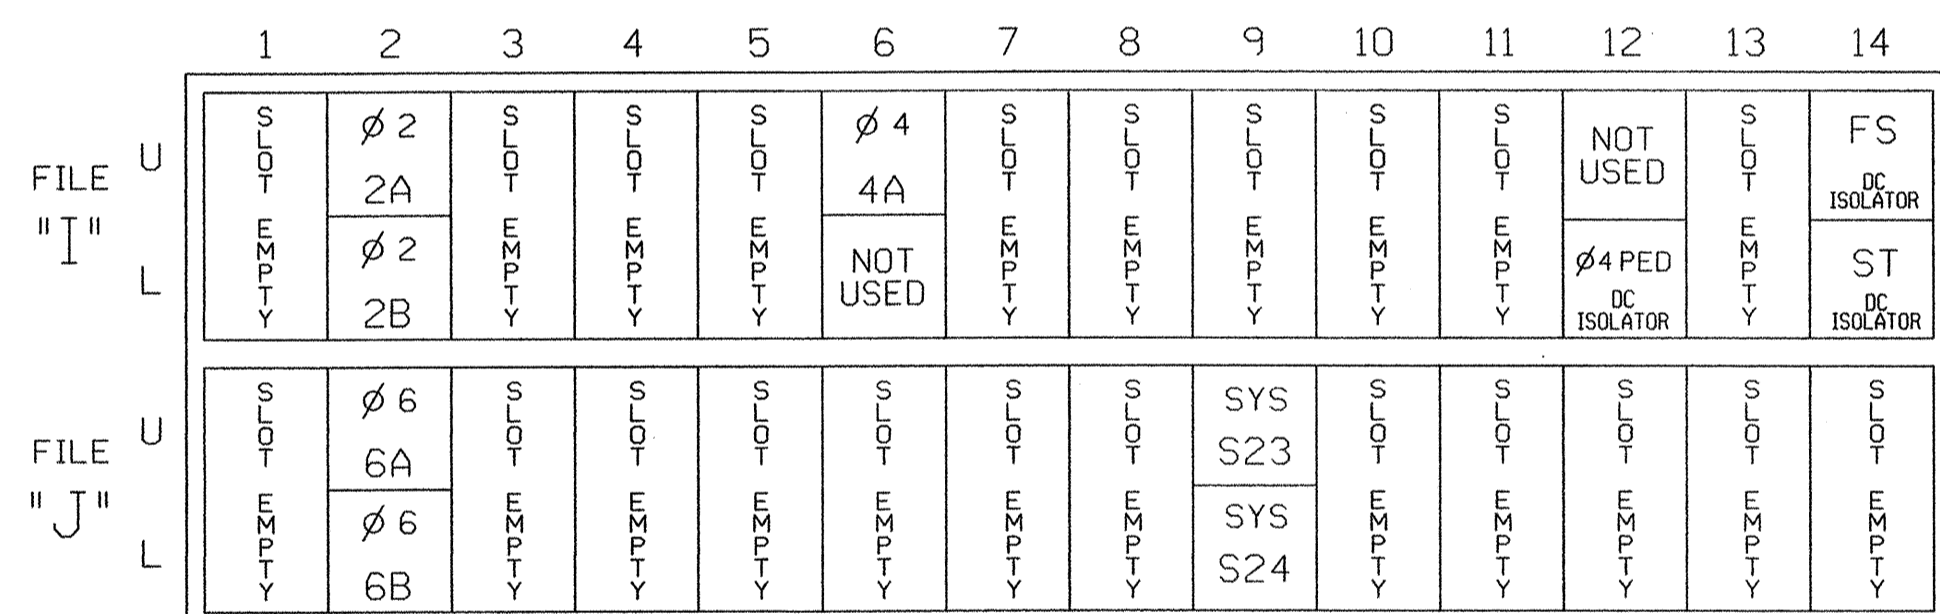 1 2 3 4 5 6 7 8 9 10 11 12 13 14
FILE "I"
U
L
SLOT EMPTY
Ø 2
2A
Ø 2
2B
SLOT EMPTY
SLOT EMPTY
SLOT EMPTY
Ø 4
4A
NOT
USED
SLOT EMPTY
SLOT EMPTY
SLOT EMPTY
SLOT EMPTY
SLOT EMPTY
NOT
USED
Ø4 PED
DC
ISOLATOR
SLOT EMPTY
FS
DC
ISOLATOR
ST
DC
ISOLATOR
FILE "J"
U
L
SLOT EMPTY
Ø 6
6A
Ø 6
6B
SLOT EMPTY
SLOT EMPTY
SLOT EMPTY
SLOT EMPTY
SLOT EMPTY
SLOT EMPTY
SYS
S23
SYS
S24
SLOT EMPTY
SLOT EMPTY
SLOT EMPTY
SLOT EMPTY
SLOT EMPTY